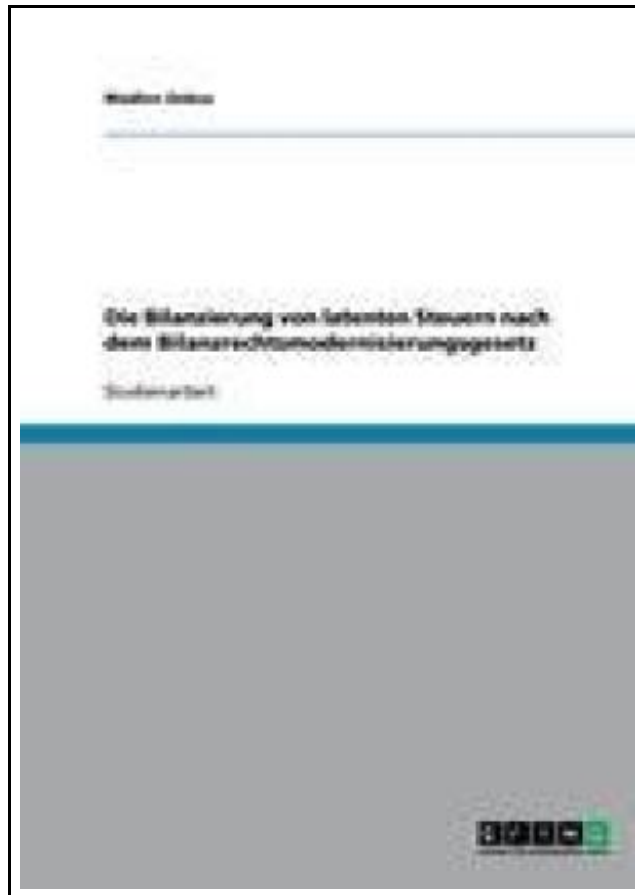 Die Bilanzierung von latenten Steuern nach
dem Bilanzrechtsmodernisierungsgesetz
Studienarbeit